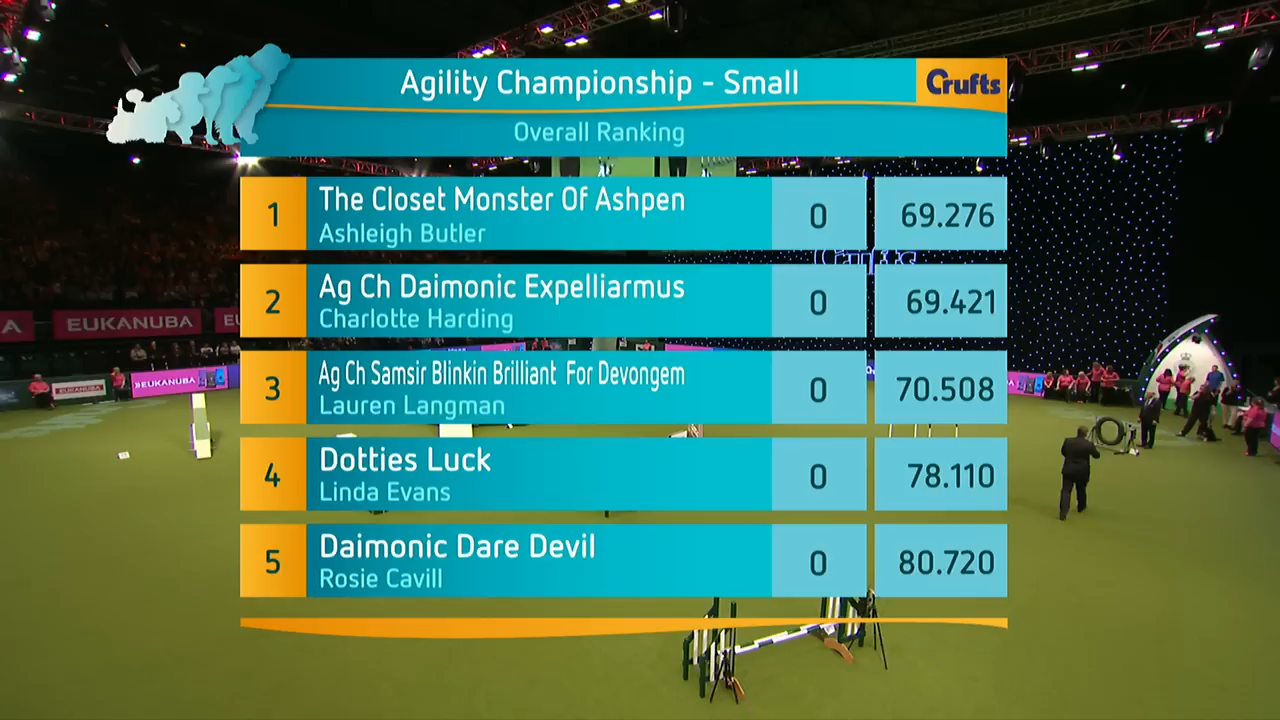 Agility Championship - Small
Crufts
Overall Ranking
1 The Closet Monster Of Ashpen 0 69.276
Ashleigh Butler
2 Ag Ch Daimonic Expelliarmus 0 69.421
Charlotte Harding
3 Ag Ch Samsir Blinkin Brilliant For Devongem 0 70.508
Lauren Langman
4 Dotties Luck 0 78.110
Linda Evans
5 Daimonic Dare Devil 0 80.720
Rosie Cavill
EUKANUBA
EUKANUBA
»EUKANUBA